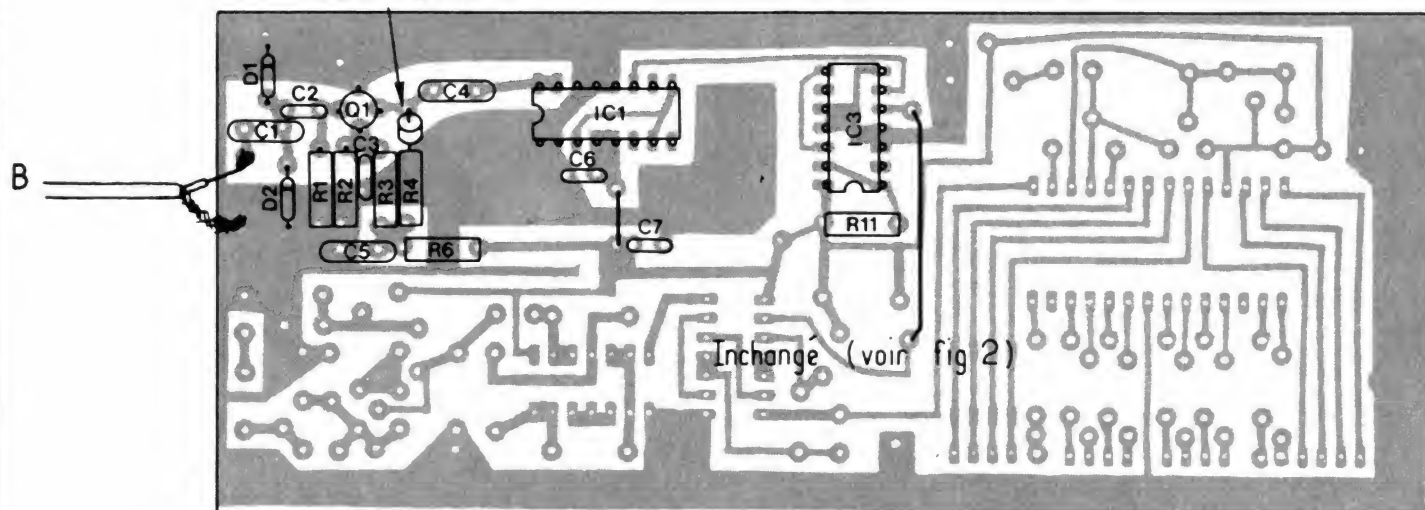 D1
C2
Q1
C4
C1
C3
IC1
IC3
B
C6
D2
R1
R2
R3
R4
R11
C5
R6
C7
Inchangé (voir fig 2)